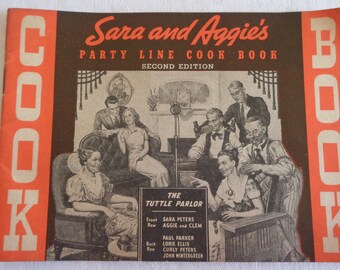 COOK
Sara and Aggie's
PARTY LINE COOK BOOK
SECOND EDITION
THE
TUTTLE PARLOR
Front Row SARA PETERS
AGGIE and CLEM
Back Row PAUL PARKER
LORIE ELLIS
CURLY PETERS
JOHN WINTERGREEN
BOOK